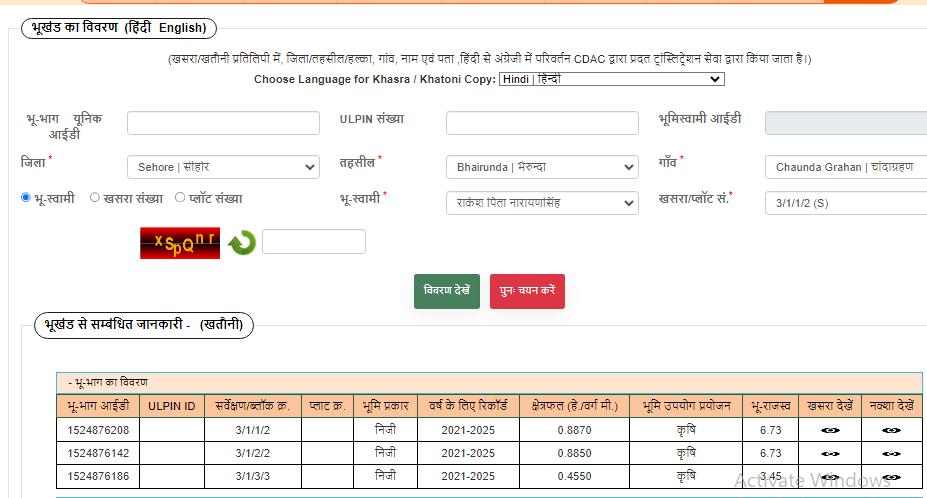 भूखंड का विवरण (हिंदी English)
(खसरा/खतौनी प्रतिलिपी में, जिला/तहसील/हल्का, गांव, नाम एवं पता ,हिंदी से अंग्रेजी में परिवर्तन CDAC द्वारा प्रदत ट्रांस्लिट्रेशन सेवा द्वारा किया जाता है।)
Choose Language for Khasra / Khatoni Copy: Hindi | हिन्दी
भू-भाग यूनिक आईडी ULPIN संख्या भूमिस्वामी आईडी
जिला * Sehore | सीहोर तहसील * Bhairunda | भैरुन्दा गाँव * Chaunda Grahan | चांदाग्रहण
भू-स्वामी खसरा संख्या प्लॉट संख्या भू-स्वामी * राकेश पिता नारायणसिंह खसरा/प्लॉट सं.* 3/1/1/2 (S)
xSpQnr
विवरण देखें पुनः चयन करें
भूखंड से सम्बंधित जानकारी - (खतौनी)
- भू-भाग का विवरण
भू-भाग आईडी ULPIN ID सर्वेक्षण/ब्लॉक क्र. प्लाट क्र. भूमि प्रकार वर्ष के लिए रिकॉर्ड क्षेत्रफल (हे./वर्ग मी.) भूमि उपयोग प्रयोजन भू-राजस्व खसरा देखें नक्शा देखें
1524876208 3/1/1/2 निजी 2021-2025 0.8870 कृषि 6.73
1524876142 3/1/2/2 निजी 2021-2025 0.8850 कृषि 6.73
1524876186 3/1/3/3 निजी 2021-2025 0.4550 कृषि 3.45
Activate Windows